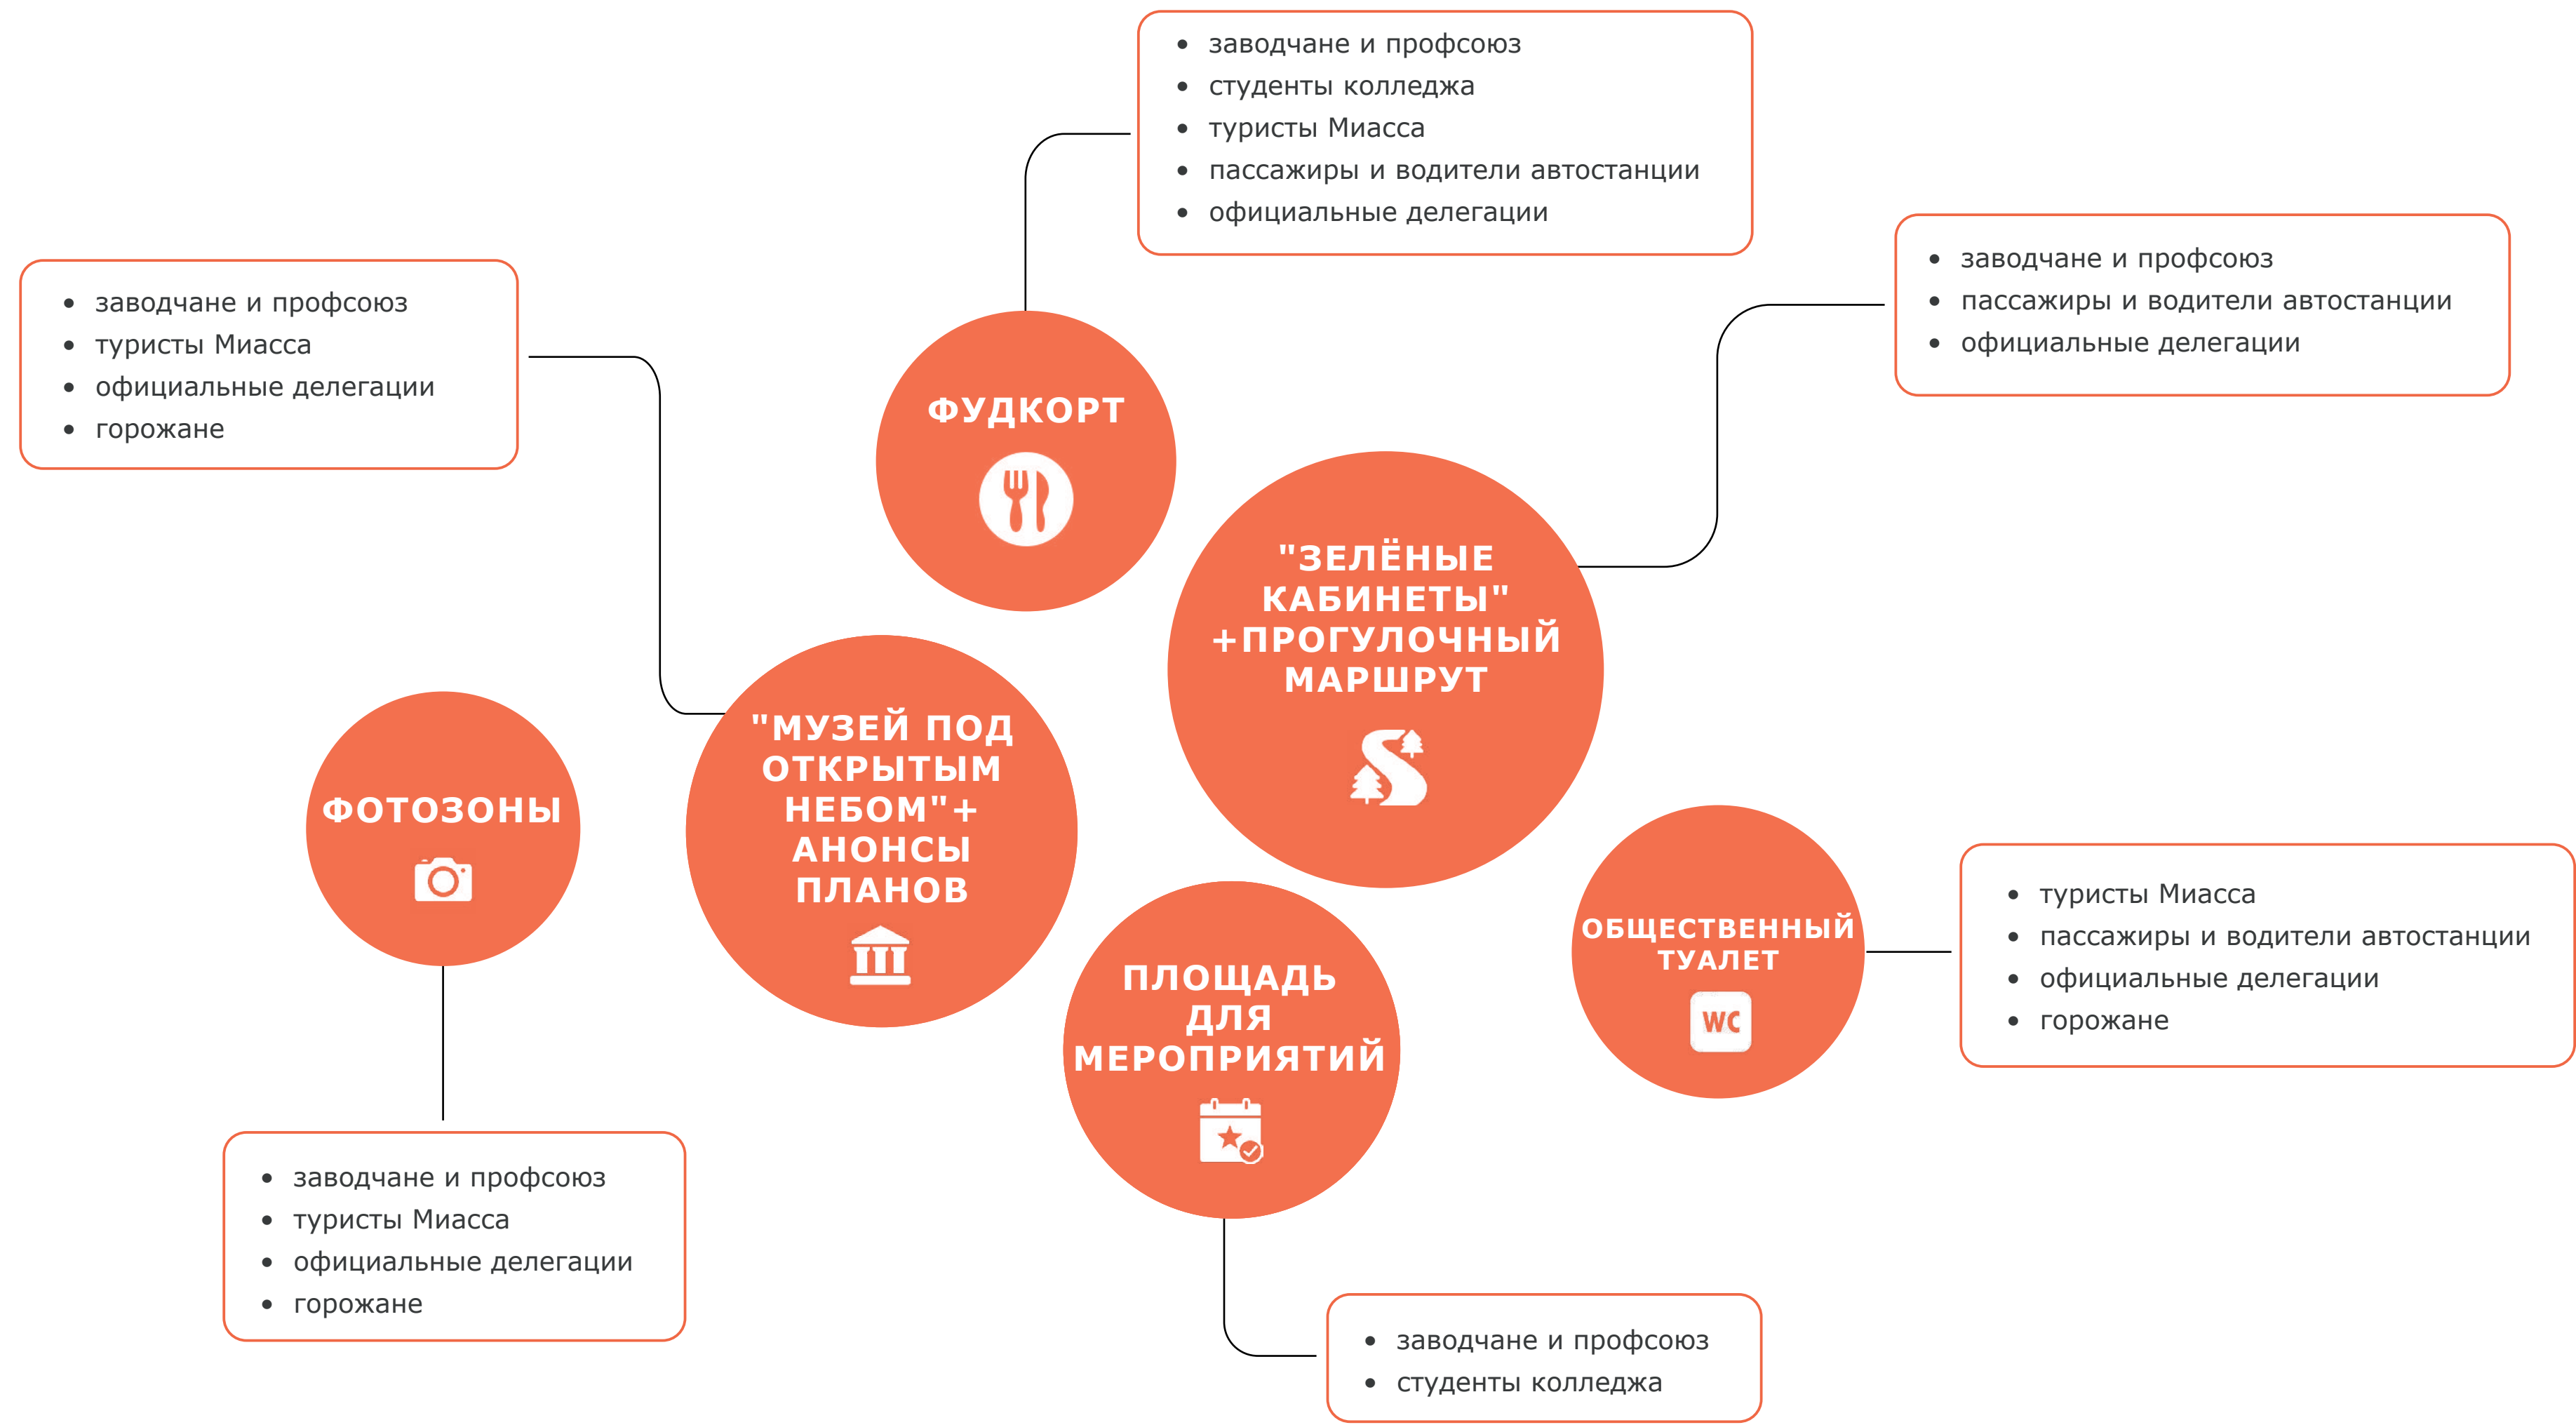 • заводчане и профсоюз
• студенты колледжа
• туристы Миасса
• пассажиры и водители автостанции
• официальные делегации
• заводчане и профсоюз
• пассажиры и водители автостанции
• официальные делегации
• заводчане и профсоюз
• туристы Миасса
• официальные делегации
• горожане
ФУДКОРТ
"ЗЕЛЁНЫЕ
КАБИНЕТЫ"
+ПРОГУЛОЧНЫЙ
МАРШРУТ
"МУЗЕЙ ПОД
ОТКРЫТЫМ
НЕБОМ"+
АНОНСЫ
ПЛАНОВ
ФОТОЗОНЫ
ОБЩЕСТВЕННЫЙ
ТУАЛЕТ
WC
• туристы Миасса
• пассажиры и водители автостанции
• официальные делегации
• горожане
ПЛОЩАДЬ
ДЛЯ
МЕРОПРИЯТИЙ
• заводчане и профсоюз
• туристы Миасса
• официальные делегации
• горожане
• заводчане и профсоюз
• студенты колледжа